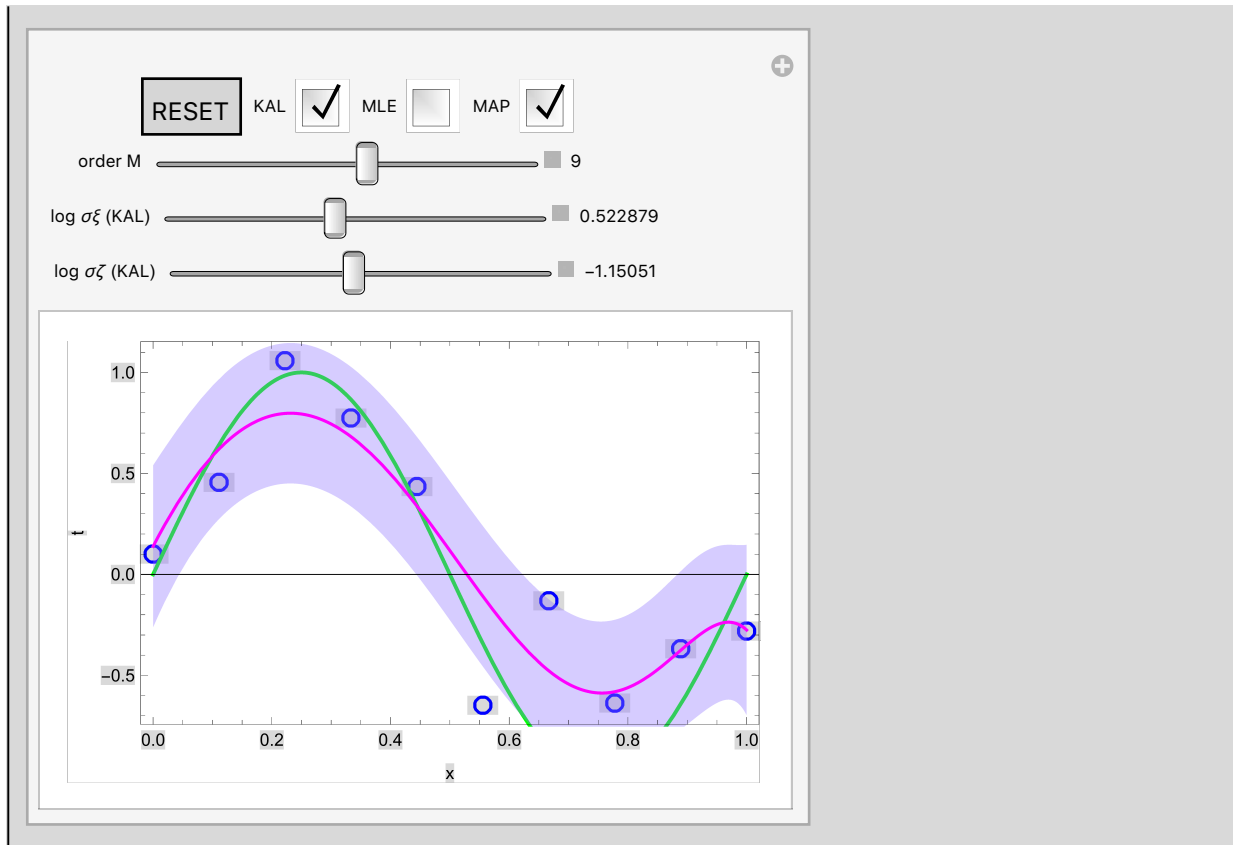 RESET KAL MLE MAP
order M 9
log σξ (KAL) 0.522879
log σζ (KAL) −1.15051
1.0
0.5
t
0.0
−0.5
0.0 0.2 0.4 0.6 0.8 1.0
x